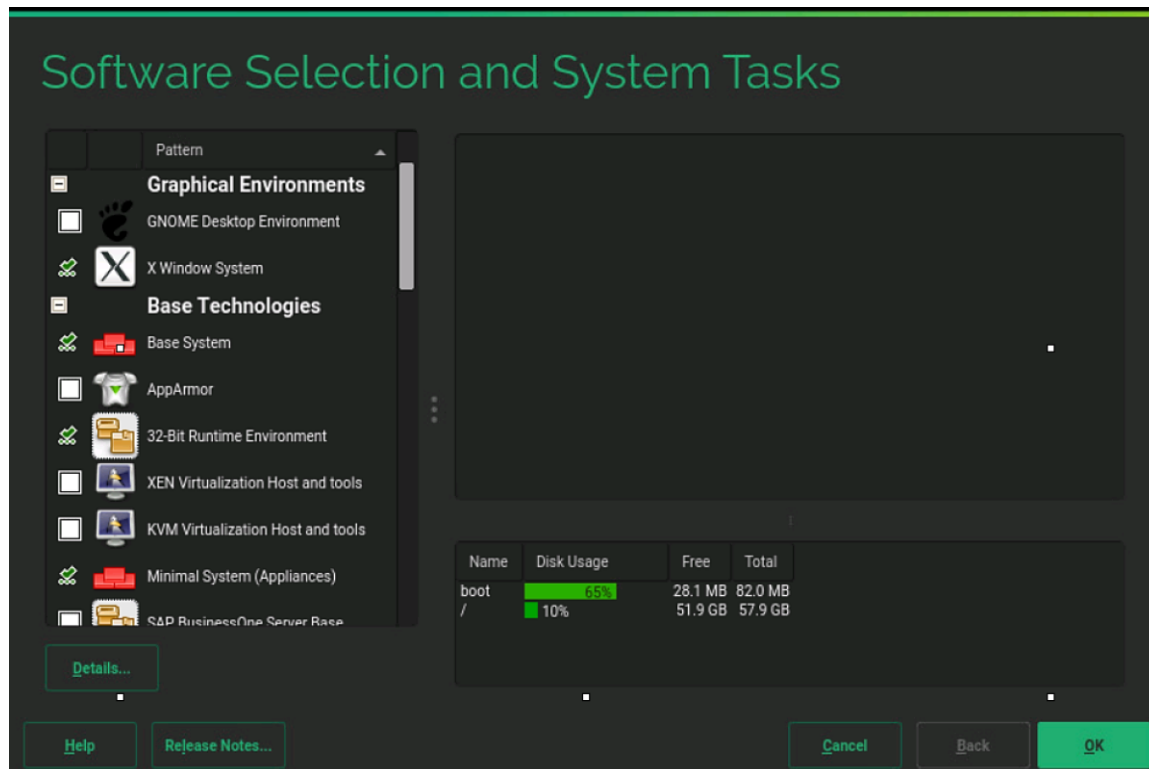 Software Selection and System Tasks
Pattern
Graphical Environments
GNOME Desktop Environment
X Window System
Base Technologies
Base System
AppArmor
32-Bit Runtime Environment
XEN Virtualization Host and tools
KVM Virtualization Host and tools
Minimal System (Appliances)
SAP BusinessOne Server Base
Name Disk Usage Free Total
boot 65% 28.1 MB 82.0 MB
/ 10% 51.9 GB 57.9 GB
Details...
Help Release Notes... Cancel Back OK